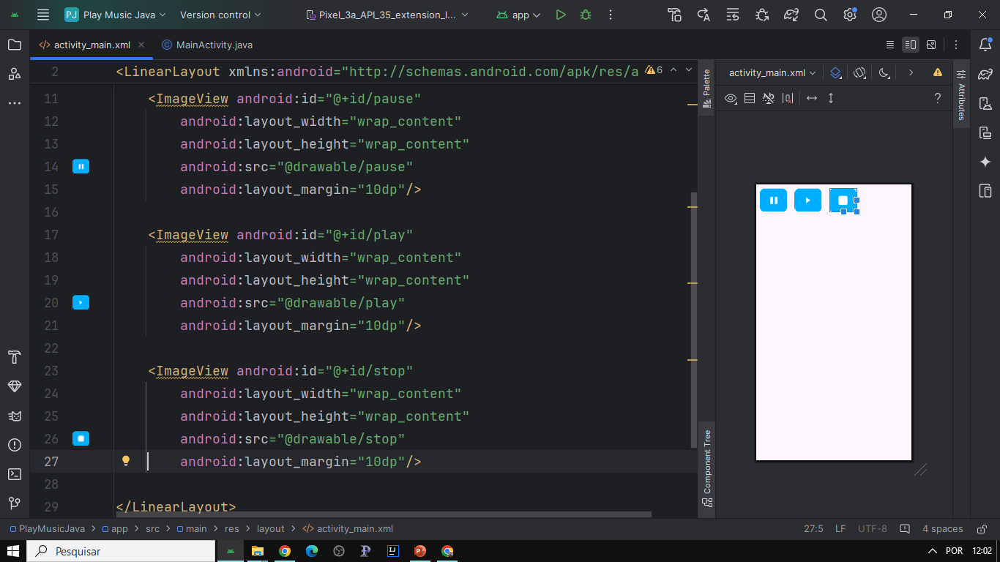 PJ Play Music Java
Version control
Pixel_3a_API_35_extension_l...
app
activity_main.xml
MainActivity.java
2 <LinearLayout xmlns:android="http://schemas.android.com/apk/res/a
6
11 <ImageView android:id="@+id/pause"
12 android:layout_width="wrap_content"
13 android:layout_height="wrap_content"
14 android:src="@drawable/pause"
15 android:layout_margin="10dp"/>
16
17 <ImageView android:id="@+id/play"
18 android:layout_width="wrap_content"
19 android:layout_height="wrap_content"
20 android:src="@drawable/play"
21 android:layout_margin="10dp"/>
22
23 <ImageView android:id="@+id/stop"
24 android:layout_width="wrap_content"
25 android:layout_height="wrap_content"
26 android:src="@drawable/stop"
27 android:layout_margin="10dp"/>
28
29 </LinearLayout>
Palette
Component Tree
activity_main.xml
?
Attributes
PlayMusicJava > app > src > main > res > layout > activity_main.xml
27:5 LF UTF-8 4 spaces
Pesquisar
IJ
POR 12:02